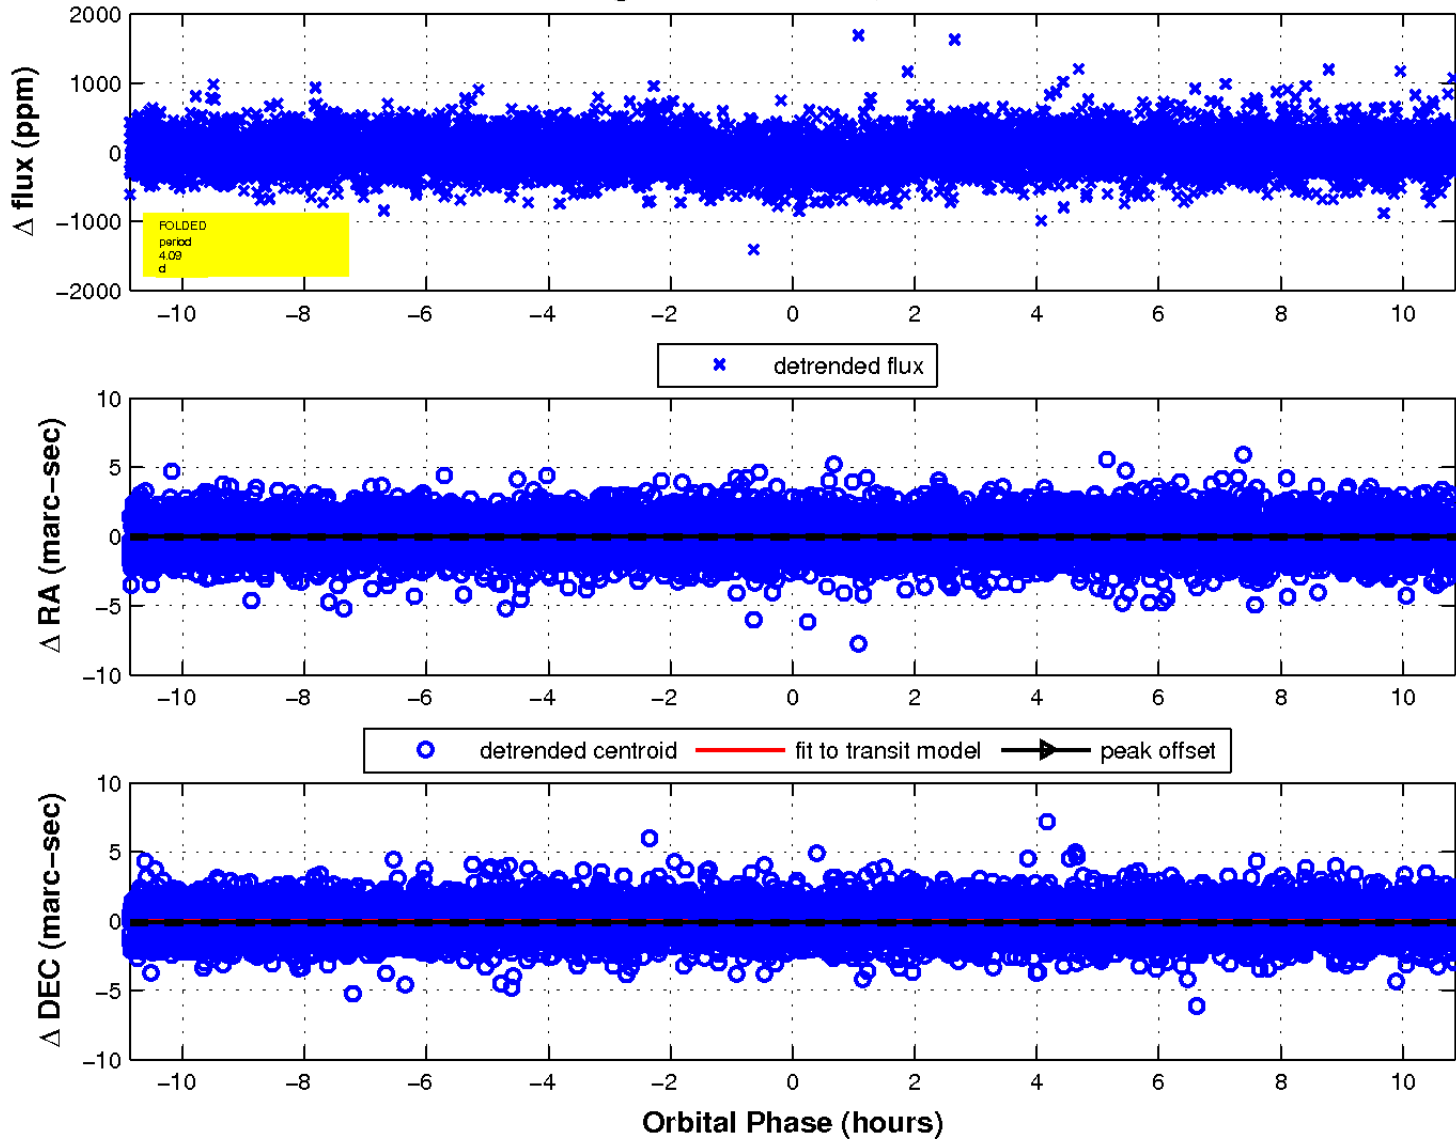 2000
1000
0
−1000
−2000
Δ flux (ppm)
FOLDED
period
4.09
d
−10 −8 −6 −4 −2 0 2 4 6 8 10
detrended flux
10
5
0
−5
−10
Δ RA (marc−sec)
−10 −8 −6 −4 −2 0 2 4 6 8 10
detrended centroid fit to transit model peak offset
10
5
0
−5
−10
Δ DEC (marc−sec)
−10 −8 −6 −4 −2 0 2 4 6 8 10
Orbital Phase (hours)